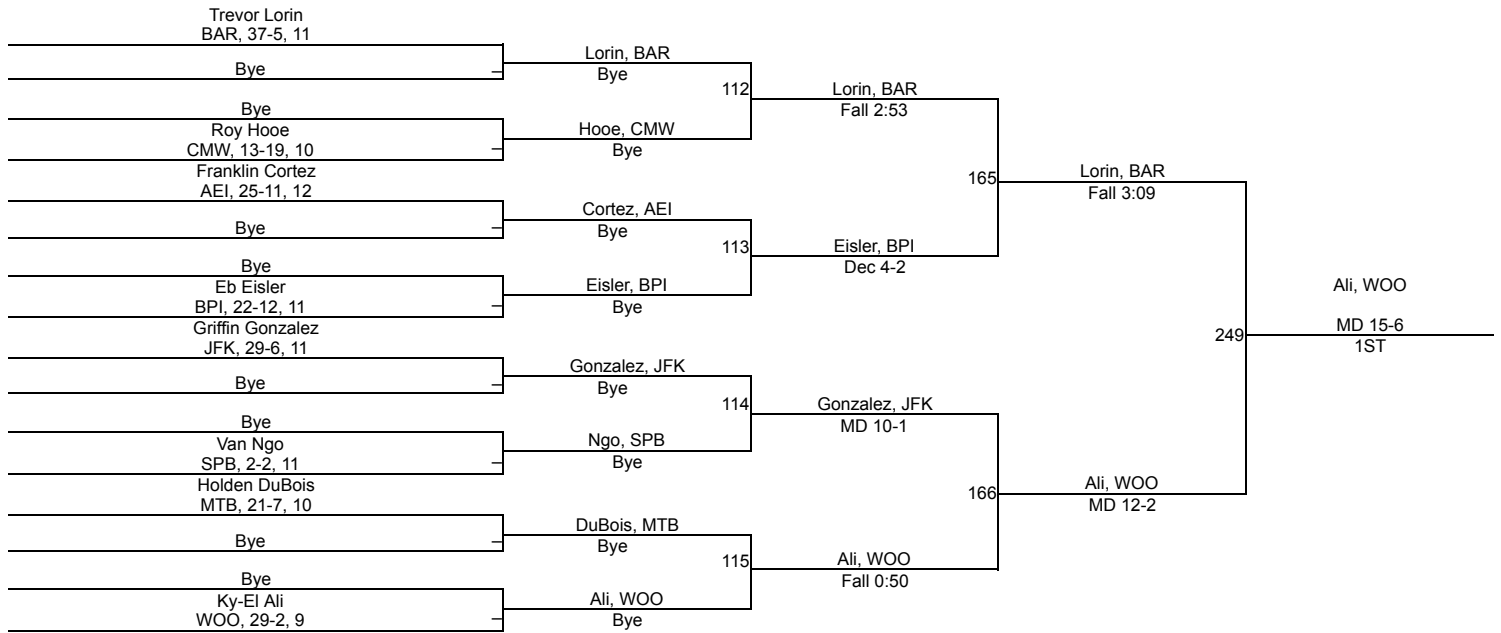 Trevor Lorin
BAR, 37-5, 11
Bye
Bye
Roy Hooe
CMW, 13-19, 10
Franklin Cortez
AEI, 25-11, 12
Bye
Bye
Eb Eisler
BPI, 22-12, 11
Griffin Gonzalez
JFK, 29-6, 11
Bye
Bye
Van Ngo
SPB, 2-2, 11
Holden DuBois
MTB, 21-7, 10
Bye
Bye
Ky-El Ali
WOO, 29-2, 9
Lorin, BAR
Bye
Hooe, CMW
Bye
Cortez, AEI
Bye
Eisler, BPI
Bye
Gonzalez, JFK
Bye
Ngo, SPB
Bye
DuBois, MTB
Bye
Ali, WOO
Bye
112
113
114
115
Lorin, BAR
Fall 2:53
Eisler, BPI
Dec 4-2
Gonzalez, JFK
MD 10-1
Ali, WOO
Fall 0:50
165
166
Lorin, BAR
Fall 3:09
Ali, WOO
MD 12-2
249
Ali, WOO
MD 15-6
1ST